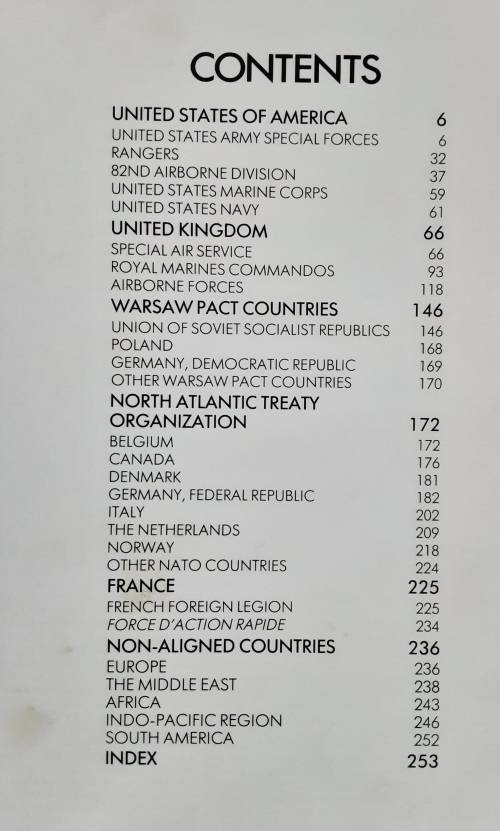 CONTENTS
UNITED STATES OF AMERICA 6
UNITED STATES ARMY SPECIAL FORCES 6
RANGERS 32
82ND AIRBORNE DIVISION 37
UNITED STATES MARINE CORPS 59
UNITED STATES NAVY 61
UNITED KINGDOM 66
SPECIAL AIR SERVICE 66
ROYAL MARINES COMMANDOS 93
AIRBORNE FORCES 118
WARSAW PACT COUNTRIES 146
UNION OF SOVIET SOCIALIST REPUBLICS 146
POLAND 168
GERMANY, DEMOCRATIC REPUBLIC 169
OTHER WARSAW PACT COUNTRIES 170
NORTH ATLANTIC TREATY
ORGANIZATION 172
BELGIUM 172
CANADA 176
DENMARK 181
GERMANY, FEDERAL REPUBLIC 182
ITALY 202
THE NETHERLANDS 209
NORWAY 218
OTHER NATO COUNTRIES 224
FRANCE 225
FRENCH FOREIGN LEGION 225
FORCE D'ACTION RAPIDE 234
NON-ALIGNED COUNTRIES 236
EUROPE 236
THE MIDDLE EAST 238
AFRICA 243
INDO-PACIFIC REGION 246
SOUTH AMERICA 252
INDEX 253